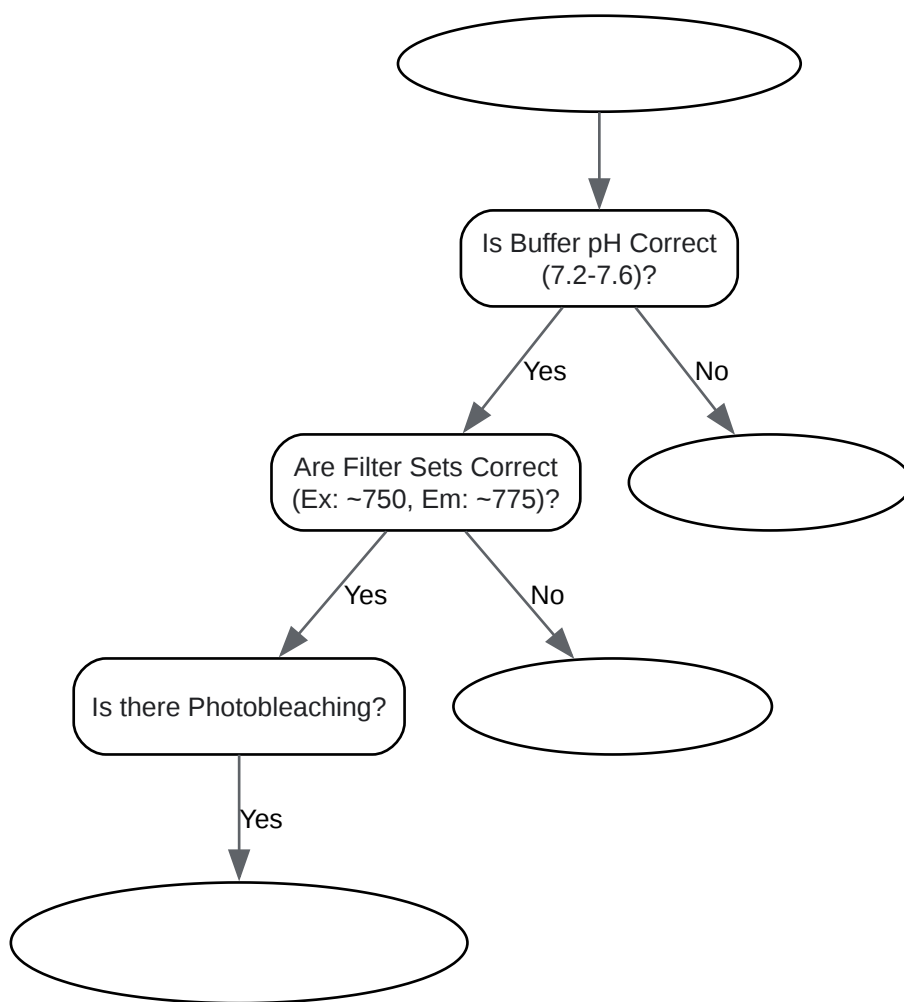 Is Buffer pH Correct
(7.2-7.6)?
Yes
No
Are Filter Sets Correct
(Ex: ~750, Em: ~775)?
Yes
No
Is there Photobleaching?
Yes